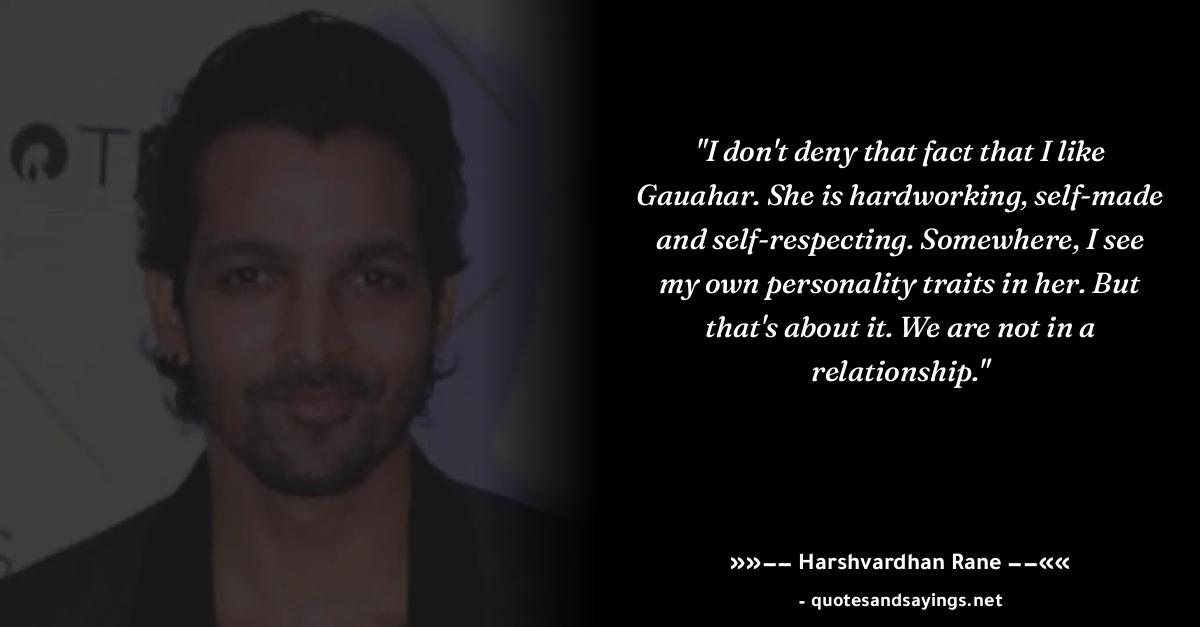 "I don't deny that fact that I like
Gauahar. She is hardworking, self-made
and self-respecting. Somewhere, I see
my own personality traits in her. But
that's about it. We are not in a
relationship."
»»–– Harshvardhan Rane ––««
- quotesandsayings.net